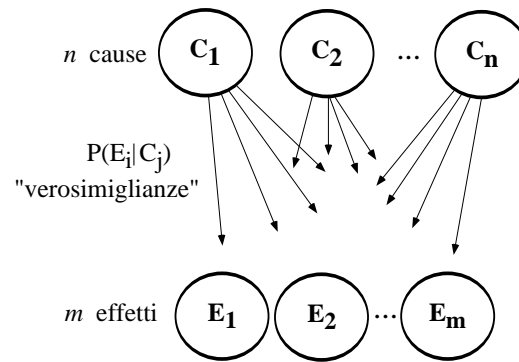 n cause C1 C2 ... Cn
P(Ei|Cj)
"verosimiglianze"
m effetti E1 E2 ... Em